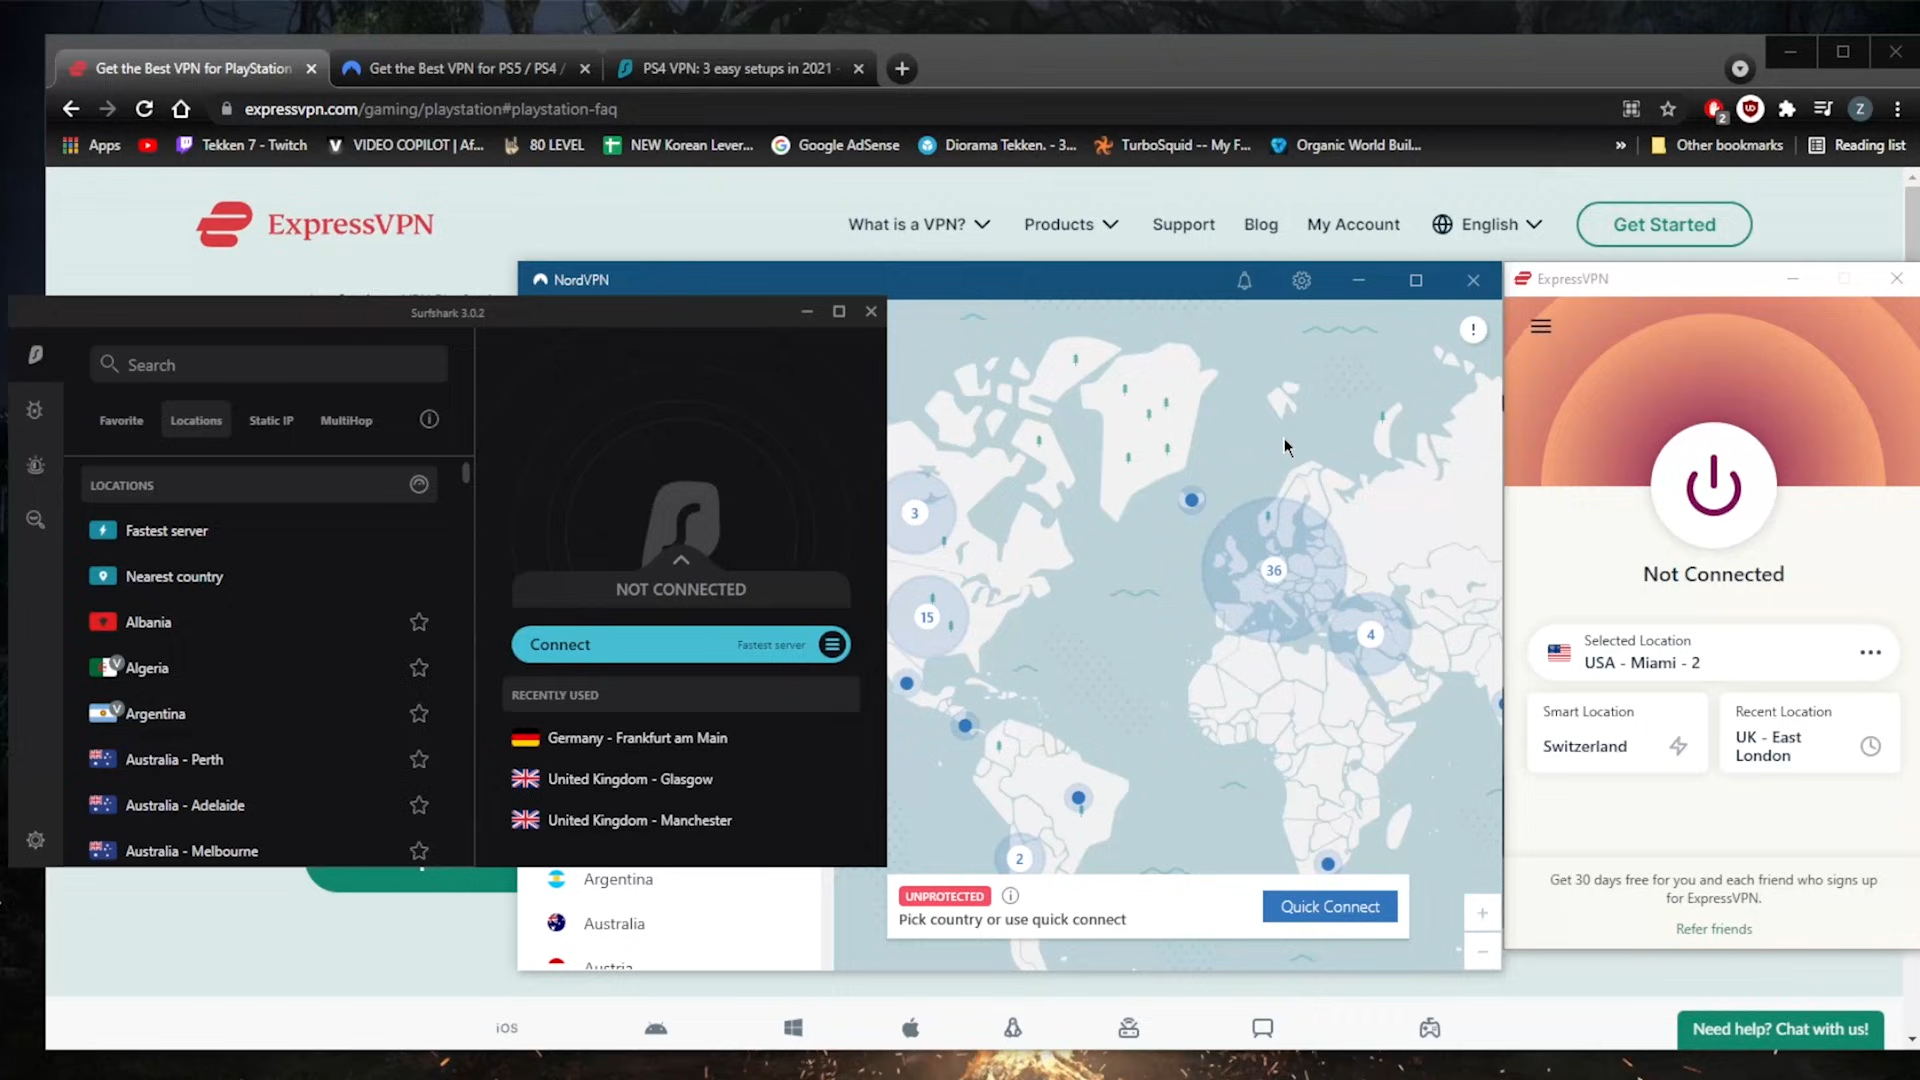 Get the Best VPN for PlayStation
Get the Best VPN for PS5 / PS4 /
PS4 VPN: 3 easy setups in 2021 -
expressvpn.com/gaming/playstation#playstation-faq
2
Z
Apps
Tekken 7 - Twitch
VIDEO COPILOT | Af...
80 LEVEL
NEW Korean Lever...
Google AdSense
Diorama Tekken. - 3...
TurboSquid -- My F...
Organic World Buil...
»
Other bookmarks
Reading list
ExpressVPN
What is a VPN?
Products
Support
Blog
My Account
English
Get Started
NordVPN
ExpressVPN
Surfshark 3.0.2
Search
Favorite
Locations
Static IP
MultiHop
LOCATIONS
Fastest server
Nearest country
Albania
Algeria
Argentina
Australia - Perth
Australia - Adelaide
Australia - Melbourne
NOT CONNECTED
Connect
Fastest server
RECENTLY USED
Germany - Frankfurt am Main
United Kingdom - Glasgow
United Kingdom - Manchester
3
15
36
4
2
!
Argentina
Australia
Austria
UNPROTECTED
Pick country or use quick connect
Quick Connect
+
−
Not Connected
Selected Location
USA - Miami - 2
Smart Location
Switzerland
Recent Location
UK - East
London
Get 30 days free for you and each friend who signs up
for ExpressVPN.
Refer friends
iOS
Need help? Chat with us!